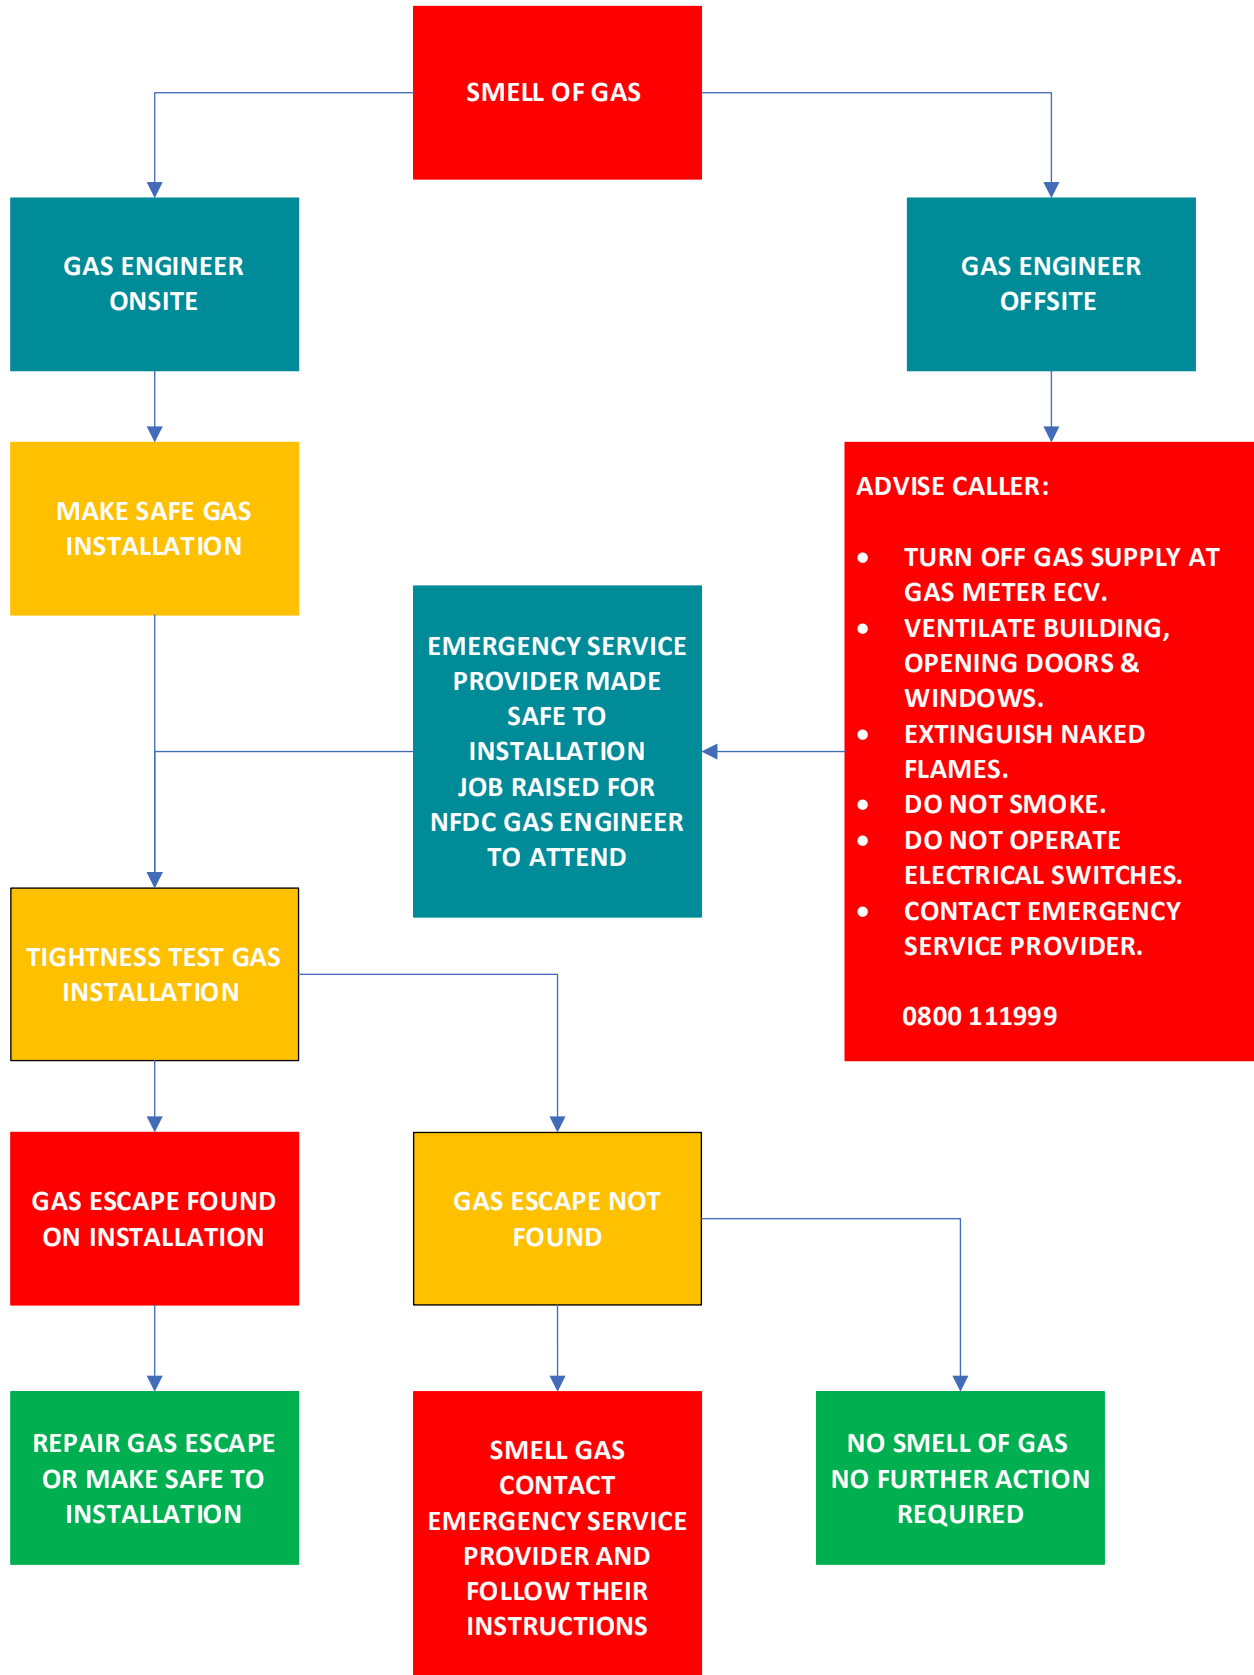 SMELL OF GAS
GAS ENGINEER
ONSITE
GAS ENGINEER
OFFSITE
MAKE SAFE GAS
INSTALLATION
ADVISE CALLER:
• TURN OFF GAS SUPPLY AT
GAS METER ECV.
• VENTILATE BUILDING,
OPENING DOORS &
WINDOWS.
• EXTINGUISH NAKED
FLAMES.
• DO NOT SMOKE.
• DO NOT OPERATE
ELECTRICAL SWITCHES.
• CONTACT EMERGENCY
SERVICE PROVIDER.
0800 111999
EMERGENCY SERVICE
PROVIDER MADE
SAFE TO
INSTALLATION
JOB RAISED FOR
NFDC GAS ENGINEER
TO ATTEND
TIGHTNESS TEST GAS
INSTALLATION
GAS ESCAPE FOUND
ON INSTALLATION
GAS ESCAPE NOT
FOUND
REPAIR GAS ESCAPE
OR MAKE SAFE TO
INSTALLATION
SMELL GAS
CONTACT
EMERGENCY SERVICE
PROVIDER AND
FOLLOW THEIR
INSTRUCTIONS
NO SMELL OF GAS
NO FURTHER ACTION
REQUIRED